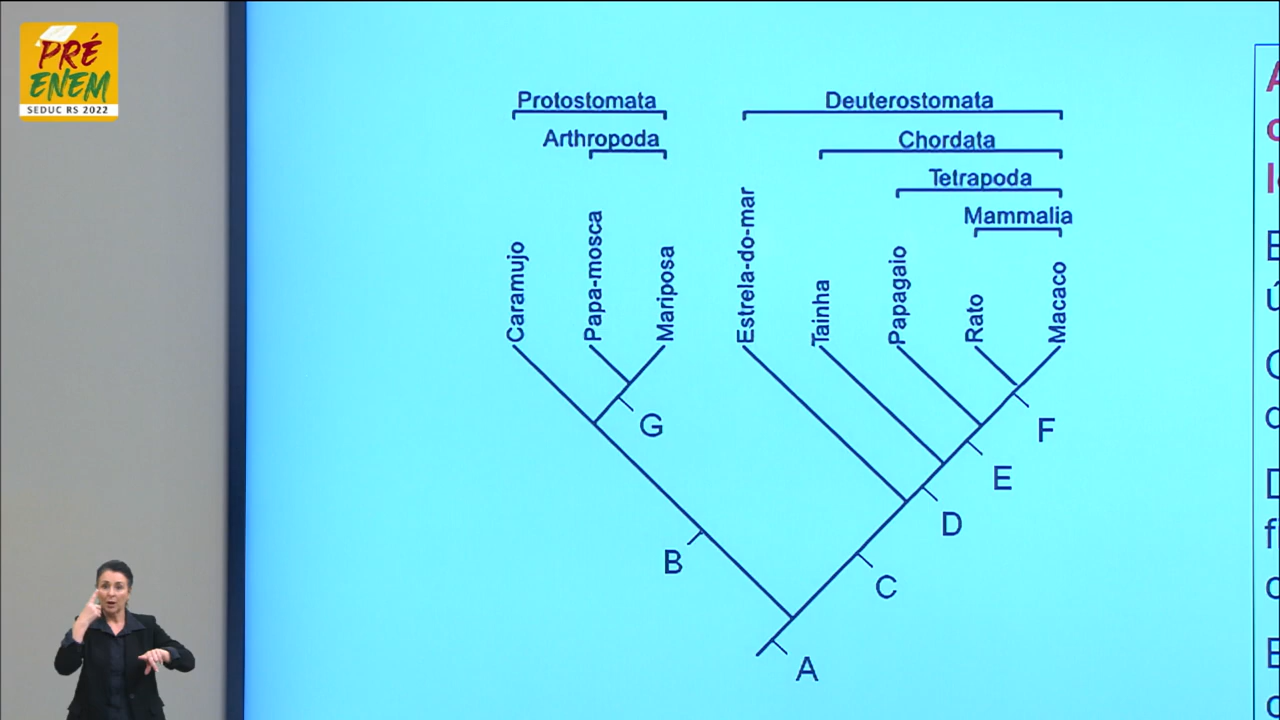 PRÉ
ENEM
SEDUC RS 2022
Protostomata
Deuterostomata
Arthropoda
Chordata
Tetrapoda
Mammalia
Caramujo
Papa-mosca
Mariposa
Estrela-do-mar
Tainha
Papagaio
Rato
Macaco
G
F
E
D
B
C
A